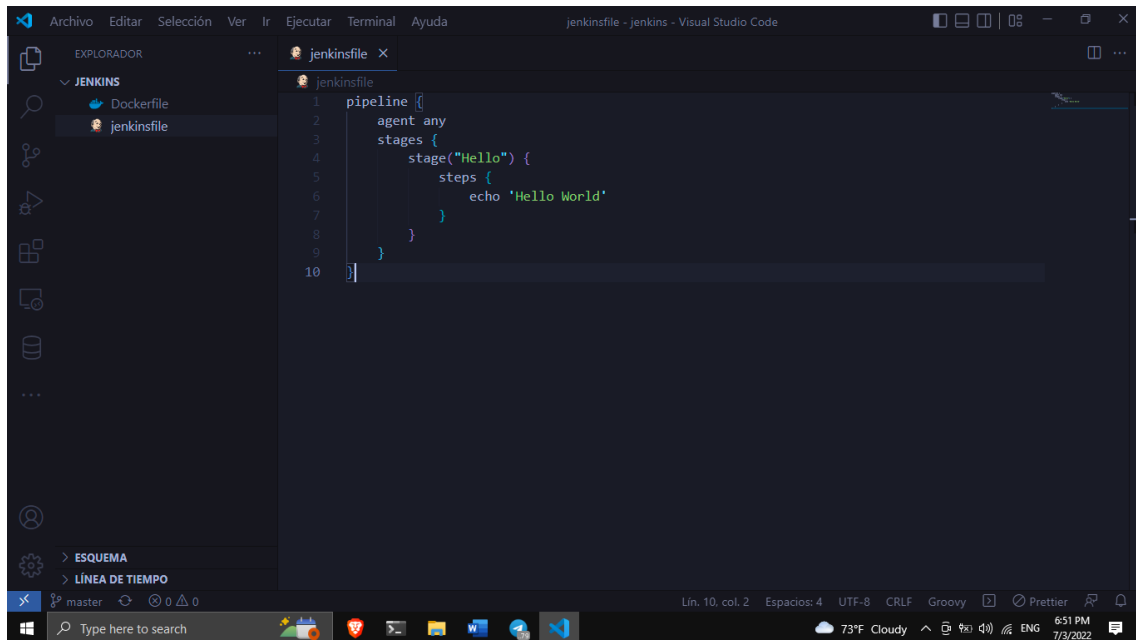 Archivo Editar Selección Ver Ir Ejecutar Terminal Ayuda jenkinsfile - jenkins - Visual Studio Code
EXPLORADOR
JENKINS
Dockerfile
jenkinsfile
ESQUEMA
LÍNEA DE TIEMPO
jenkinsfile
jenkinsfile
1 pipeline {
2 agent any
3 stages {
4 stage("Hello") {
5 steps {
6 echo 'Hello World'
7 }
8 }
9 }
10 }
master 0 0 Lín. 10, col. 2 Espacios: 4 UTF-8 CRLF Groovy Prettier
Type here to search 73°F Cloudy ENG 6:51 PM
7/3/2022